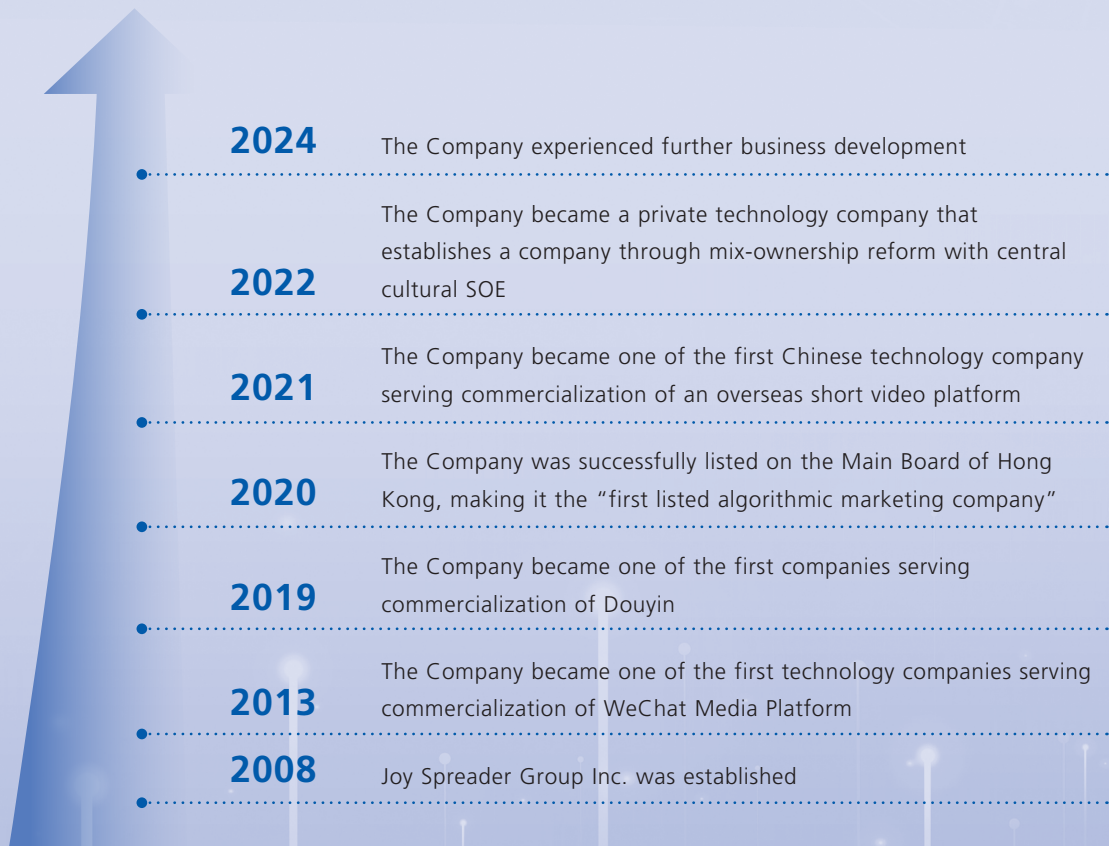 2024
The Company experienced further business development
The Company became a private technology company that
establishes a company through mix-ownership reform with central
2022
cultural SOE
The Company became one of the first Chinese technology company
2021
serving commercialization of an overseas short video platform
The Company was successfully listed on the Main Board of Hong
2020
Kong, making it the “first listed algorithmic marketing company”
The Company became one of the first companies serving
2019
commercialization of Douyin
The Company became one of the first technology companies serving
2013
commercialization of WeChat Media Platform
2008
Joy Spreader Group Inc. was established